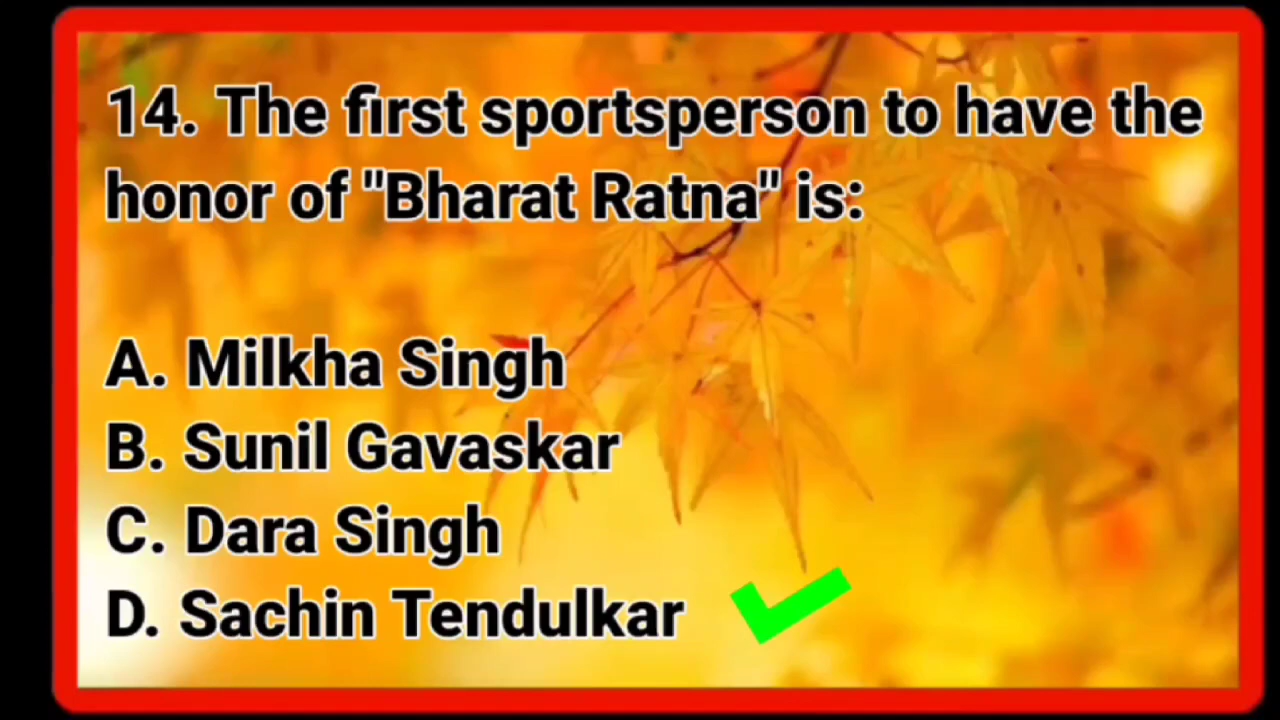 14. The first sportsperson to have the
honor of "Bharat Ratna" is:
A. Milkha Singh
B. Sunil Gavaskar
C. Dara Singh
D. Sachin Tendulkar